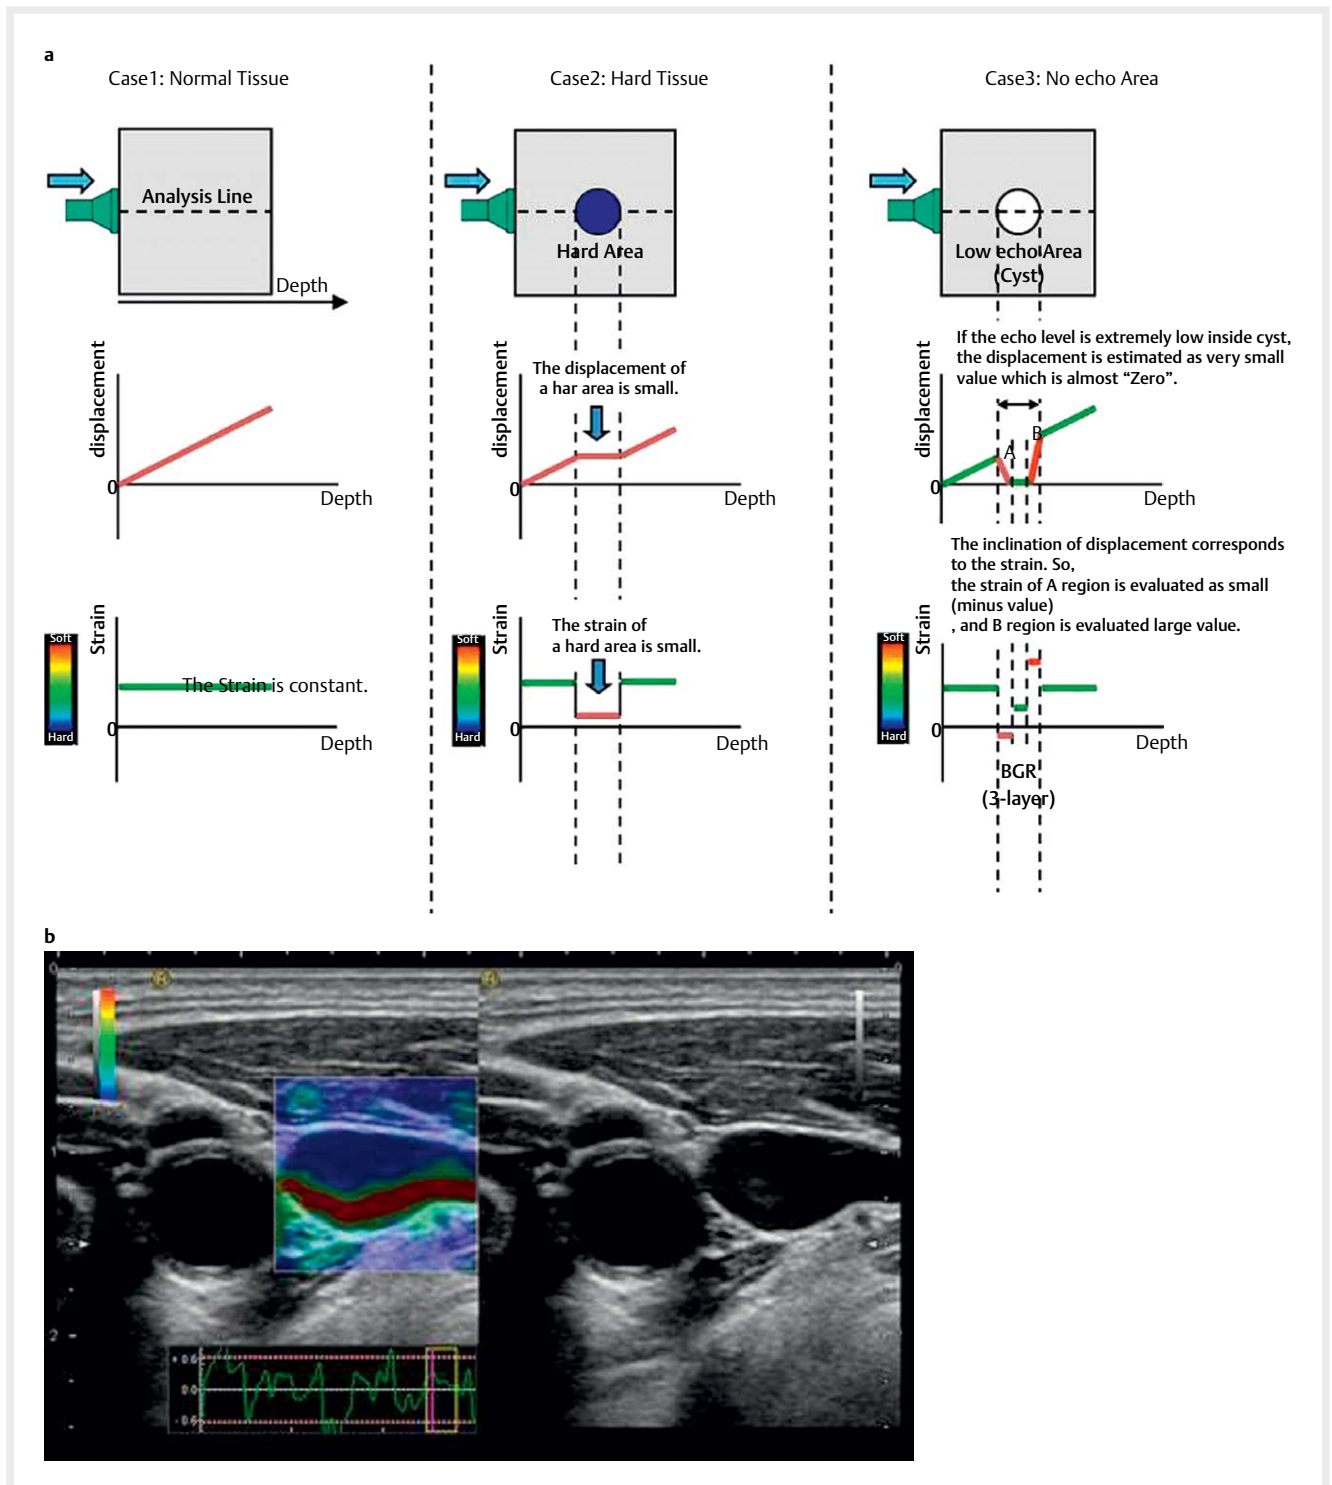 a
Case1: Normal Tissue
Analysis Line
Depth
displacement
0
Depth
Strain
Soft
Hard
The Strain is constant.
0
Depth
Case2: Hard Tissue
Hard Area
displacement
The displacement of
a har area is small.
0
Depth
Strain
Soft
Hard
The strain of
a hard area is small.
0
Depth
Case3: No echo Area
Low echo Area
(Cyst)
If the echo level is extremely low inside cyst,
the displacement is estimated as very small
value which is almost “Zero”.
displacement
A
B
0
Depth
The inclination of displacement corresponds
to the strain. So,
the strain of A region is evaluated as small
(minus value)
, and B region is evaluated large value.
Strain
Soft
Hard
0
Depth
BGR
(3-layer)
b
0
0
2
0.0